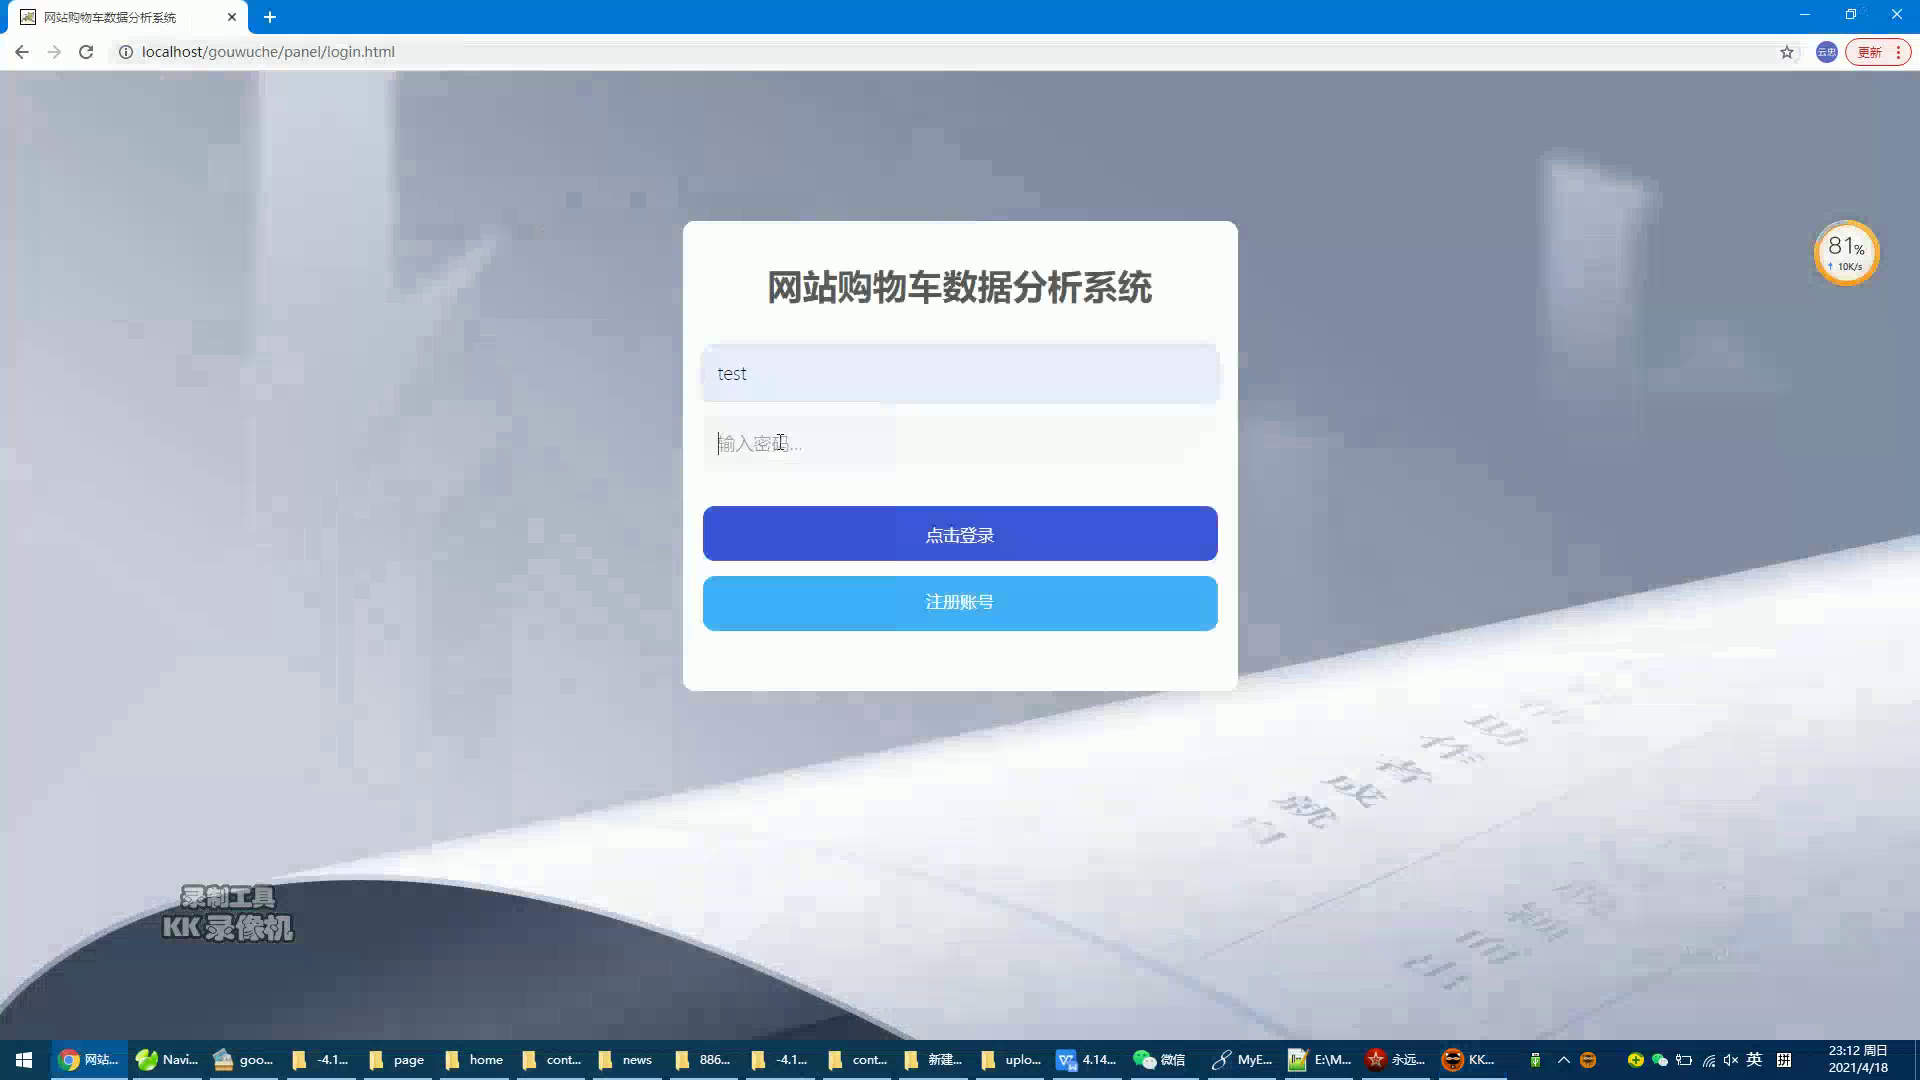 网站购物车数据分析系统
localhost/gouwuche/panel/login.html
云忠
更新
81%
10K/s
网站购物车数据分析系统
test
输入密码...
点击登录
注册账号
录制工具
KK 录像机
网站...
Navi...
goo...
-4.1...
page
home
cont...
news
886...
-4.1...
cont...
新建...
uplo...
4.14...
微信
MyE...
E:\M...
永远...
KK...
英
拼
23:12 周日
2021/4/18